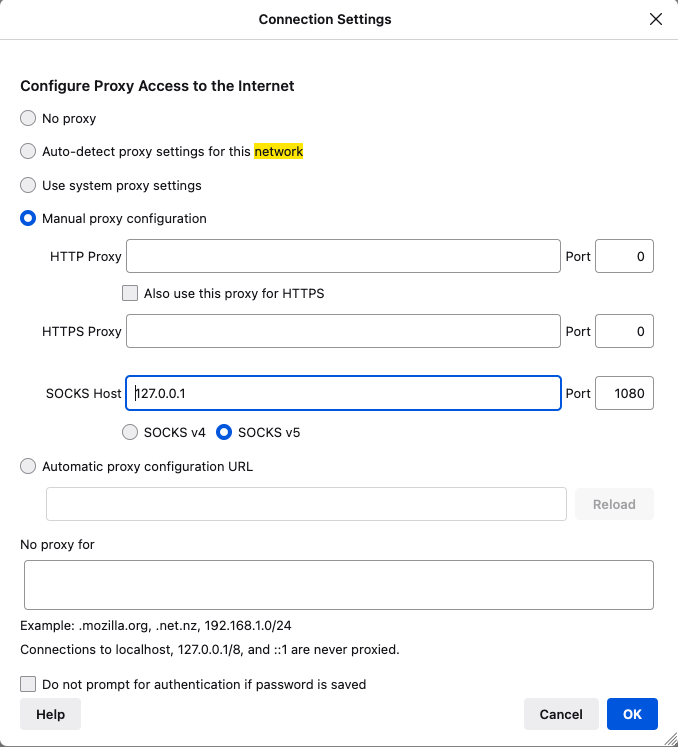 Connection Settings
Configure Proxy Access to the Internet
No proxy
Auto-detect proxy settings for this network
Use system proxy settings
Manual proxy configuration
HTTP Proxy Port 0
Also use this proxy for HTTPS
HTTPS Proxy Port 0
SOCKS Host 127.0.0.1 Port 1080
SOCKS v4 SOCKS v5
Automatic proxy configuration URL
Reload
No proxy for
Example: .mozilla.org, .net.nz, 192.168.1.0/24
Connections to localhost, 127.0.0.1/8, and ::1 are never proxied.
Do not prompt for authentication if password is saved
Help Cancel OK